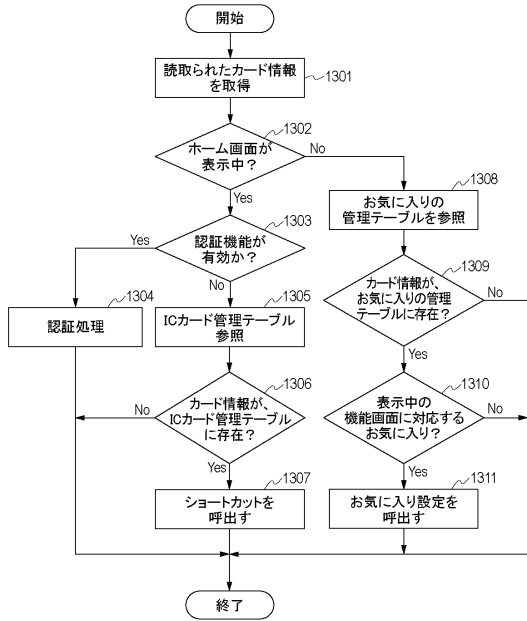 開始
読取られたカード情報
を取得
1301
ホーム画面が
表示中？
1302
No
Yes
認証機能が
有効か？
1303
Yes
No
認証処理
1304
ICカード管理テーブル
参照
1305
カード情報が、
ICカード管理テーブル
に存在？
1306
No
Yes
ショートカットを
呼出す
1307
お気に入りの
管理テーブルを参照
1308
カード情報が、
お気に入りの管理
テーブルに存在？
1309
No
Yes
表示中の
機能画面に対応する
お気に入り？
1310
No
Yes
お気に入り設定を
呼出す
1311
終了